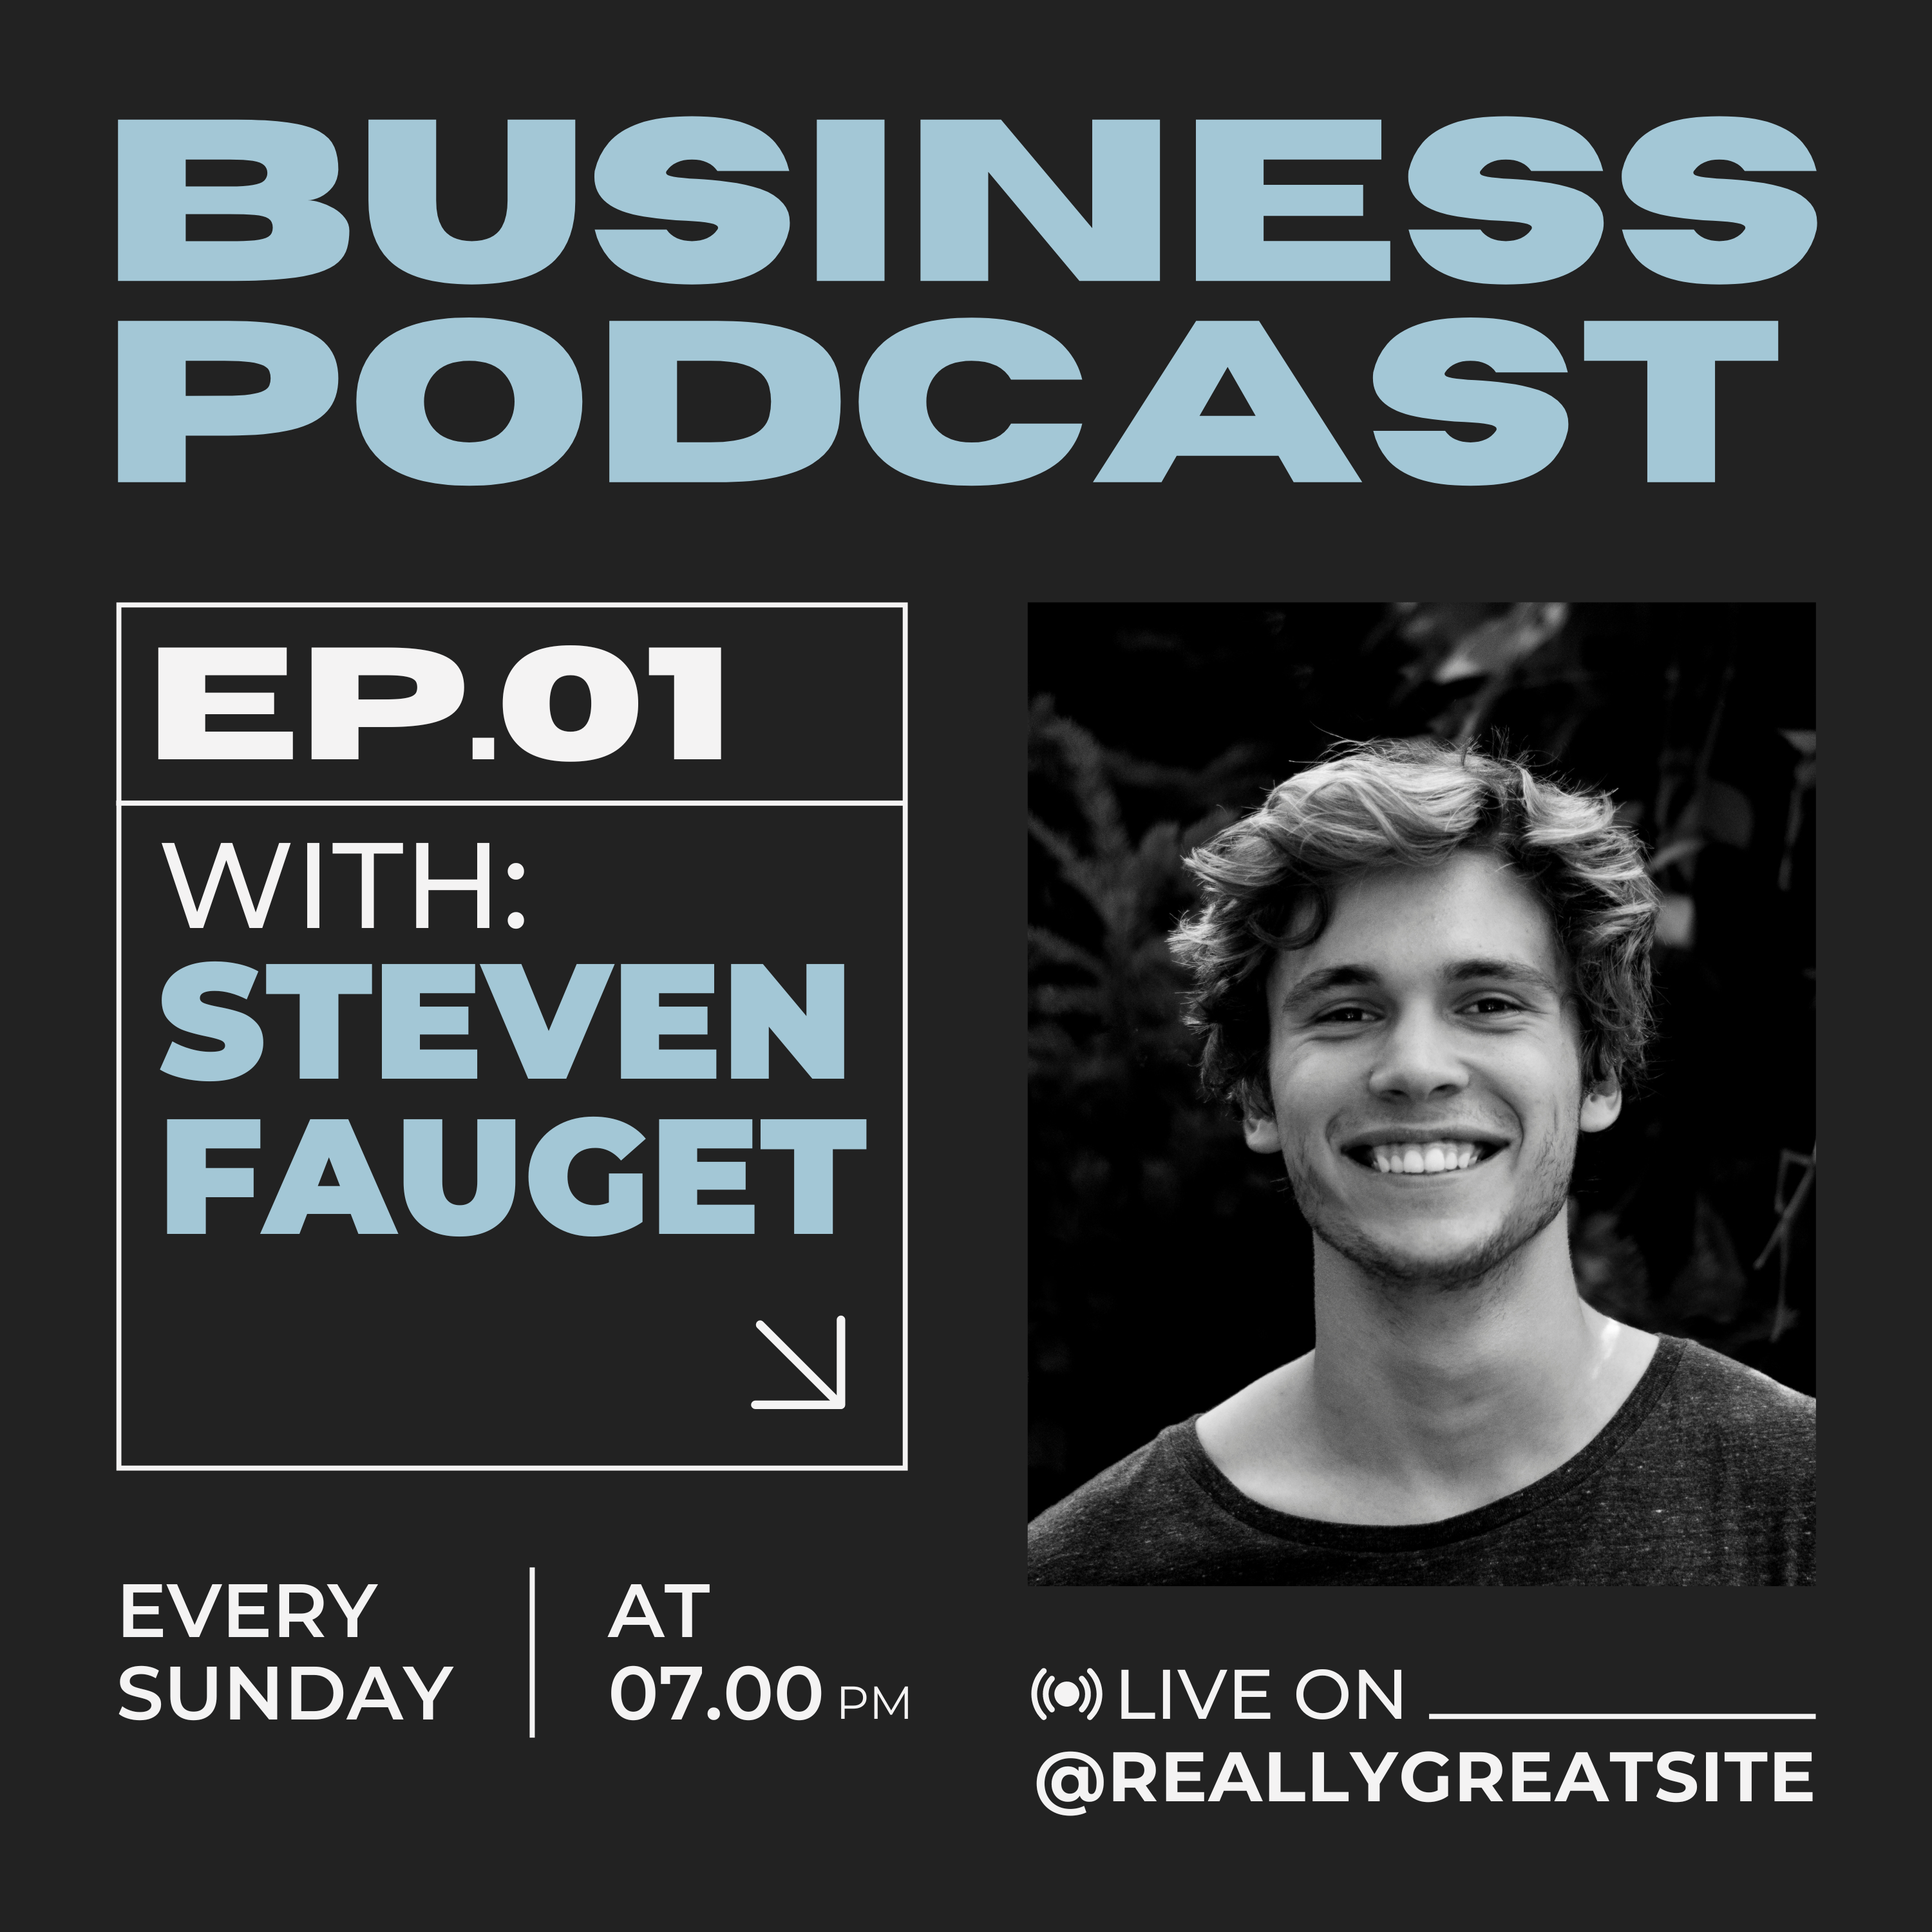 BUSINESS
PODCAST
EP.01
WITH:
STEVEN
FAUGET
EVERY
SUNDAY
AT
07.00 PM
LIVE ON
@REALLYGREATSITE